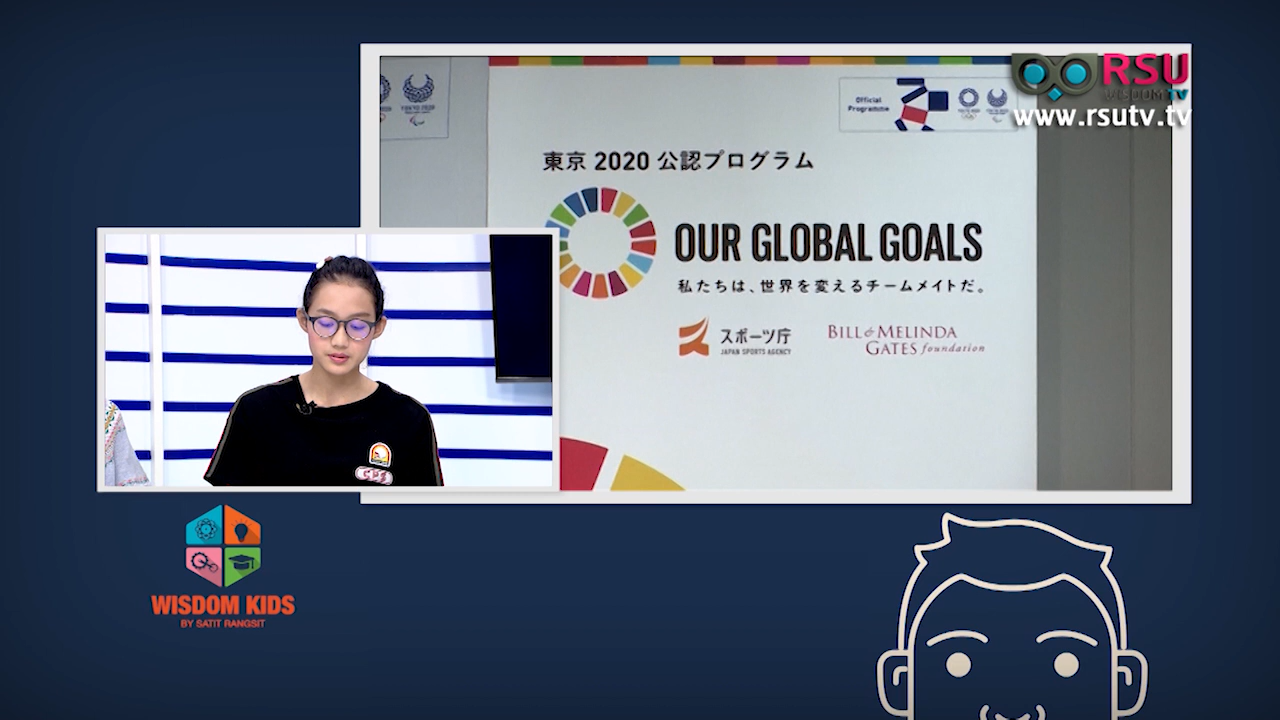 RSU
WISDOM TV
www.rsutv.tv
Official
Programme
東京 2020 公認プログラム
OUR GLOBAL GOALS
私たちは、世界を変えるチームメイトだ。
スポーツ庁
JAPAN SPORTS AGENCY
BILL & MELINDA
GATES foundation
WISDOM KIDS
BY SATIT RANGSIT